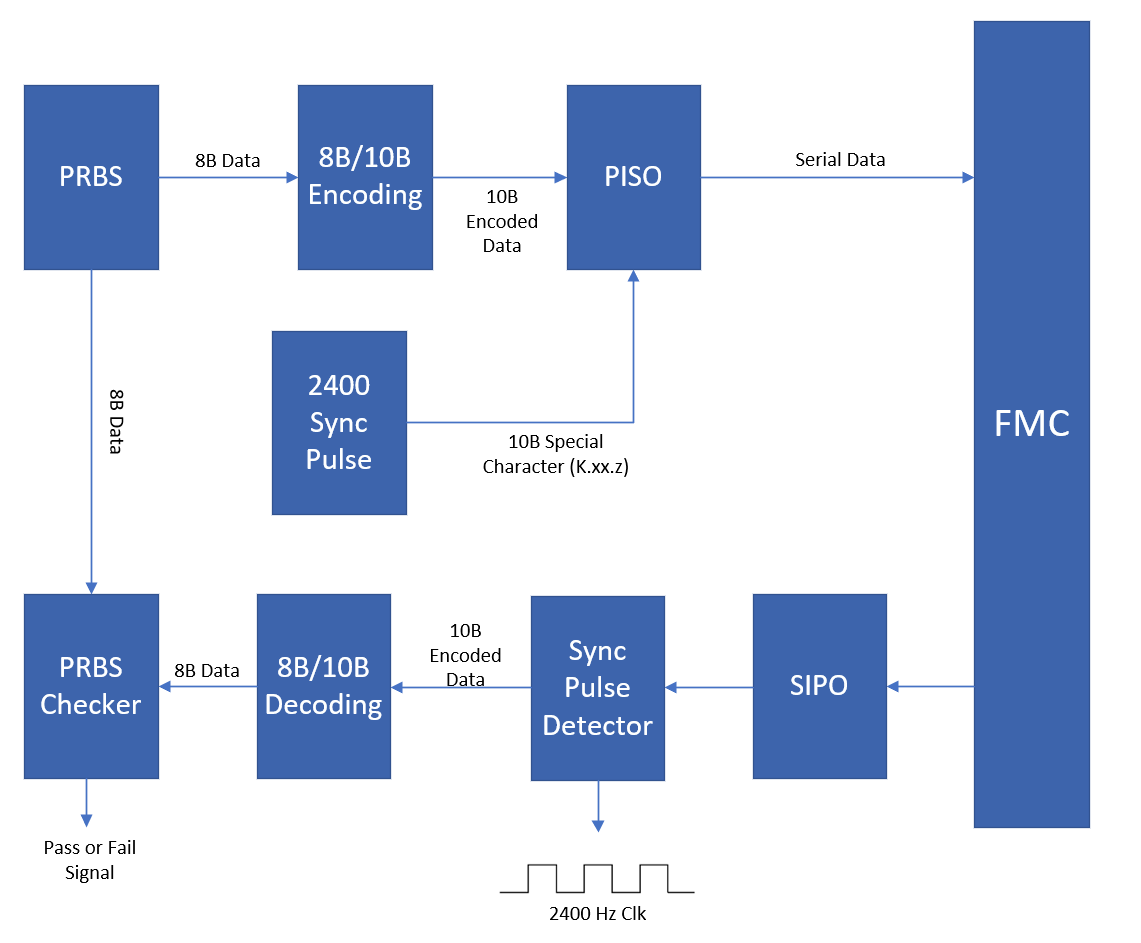 PRBS
8B Data
8B/10B
Encoding
10B
Encoded
Data
PISO
Serial Data
FMC
8B Data
2400
Sync
Pulse
10B Special
Character (K.xx.z)
PRBS
Checker
8B Data
8B/10B
Decoding
10B
Encoded
Data
Sync
Pulse
Detector
SIPO
Pass or Fail
Signal
2400 Hz Clk